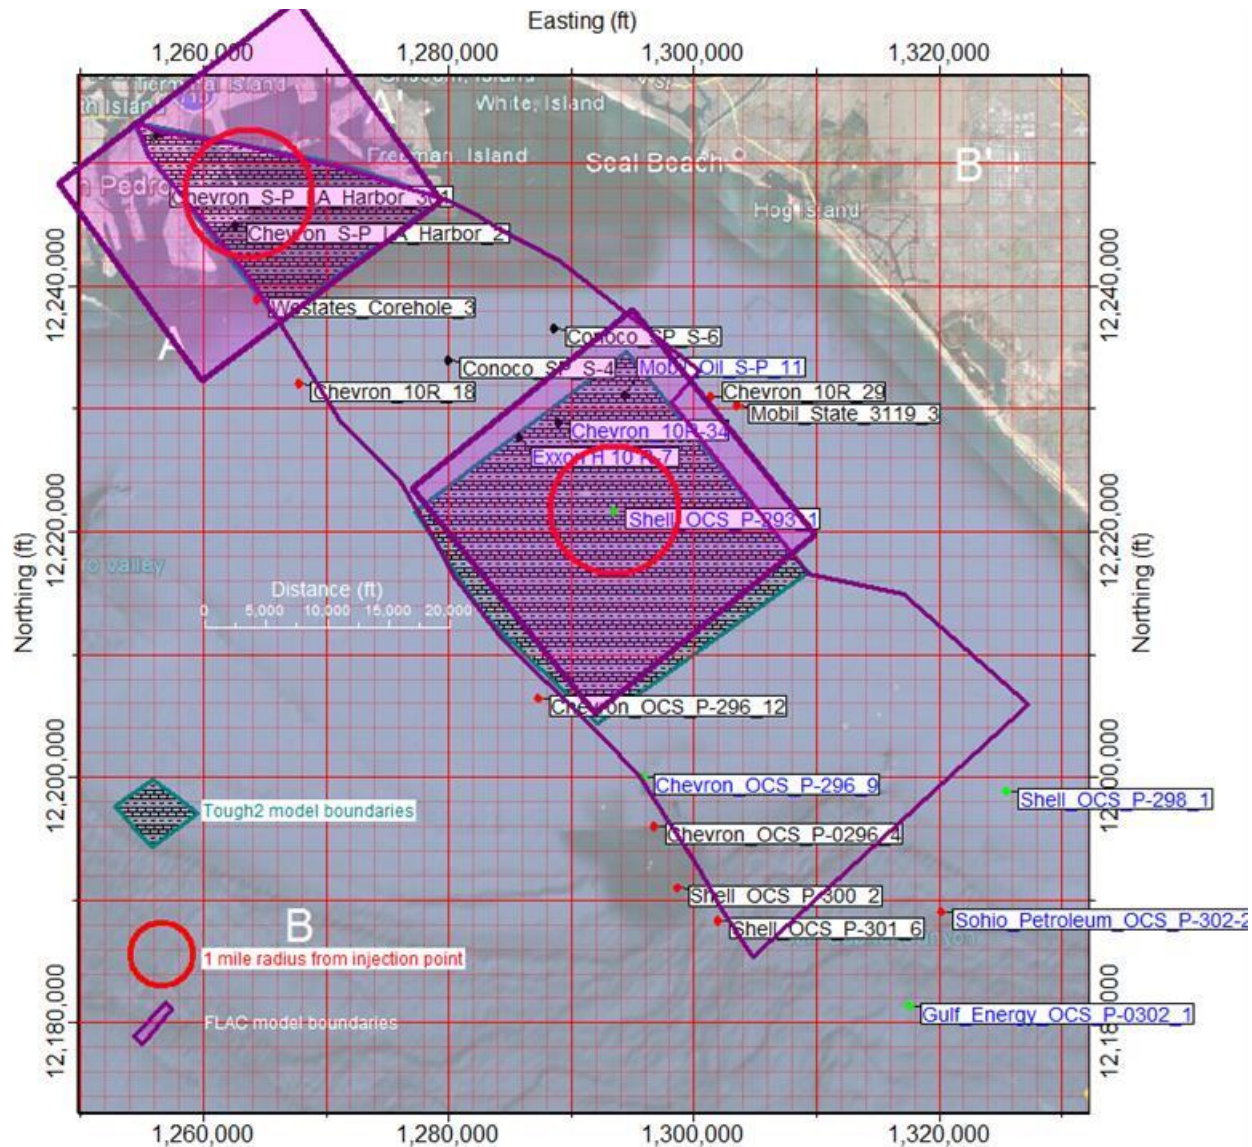 Easting (ft)
1,260,000
1,280,000
1,300,000
1,320,000
Terminal Island
A'
White, Island
Freeman, Island
Seal Beach
B'
Hog Island
Chevron_S-P_LA_Harbor_301
Chevron_S-P_LA_Harbor_2
12,240,000
12,240,000
Westates_Corehole_3
A
Conoco_SP_S-6
Conoco_SP_S-4
Mobil_Oil_S-P_11
Chevron_10R_18
Chevron_10R_29
Mobil_State_3119_3
Chevron_10R-34
Exxon H 10 R-7
Shell_OCS_P-293_1
12,220,000
12,220,000
valley
Distance (ft)
0
5,000
10,000
15,000
20,000
Northing (ft)
Northing (ft)
Chevron_OCS_P-296_12
12,200,000
12,200,000
Chevron_OCS_P-296_9
Shell_OCS_P-298_1
Tough2 model boundaries
Chevron_OCS_P-0296_4
Shell_OCS_P-300_2
B
Shell_OCS_P-301_6
Sohio_Petroleum_OCS_P-302-2
1 mile radius from injection point
FLAC model boundaries
Gulf_Energy_OCS_P-0302_1
12,180,000
12,180,000
1,260,000
1,280,000
1,300,000
1,320,000